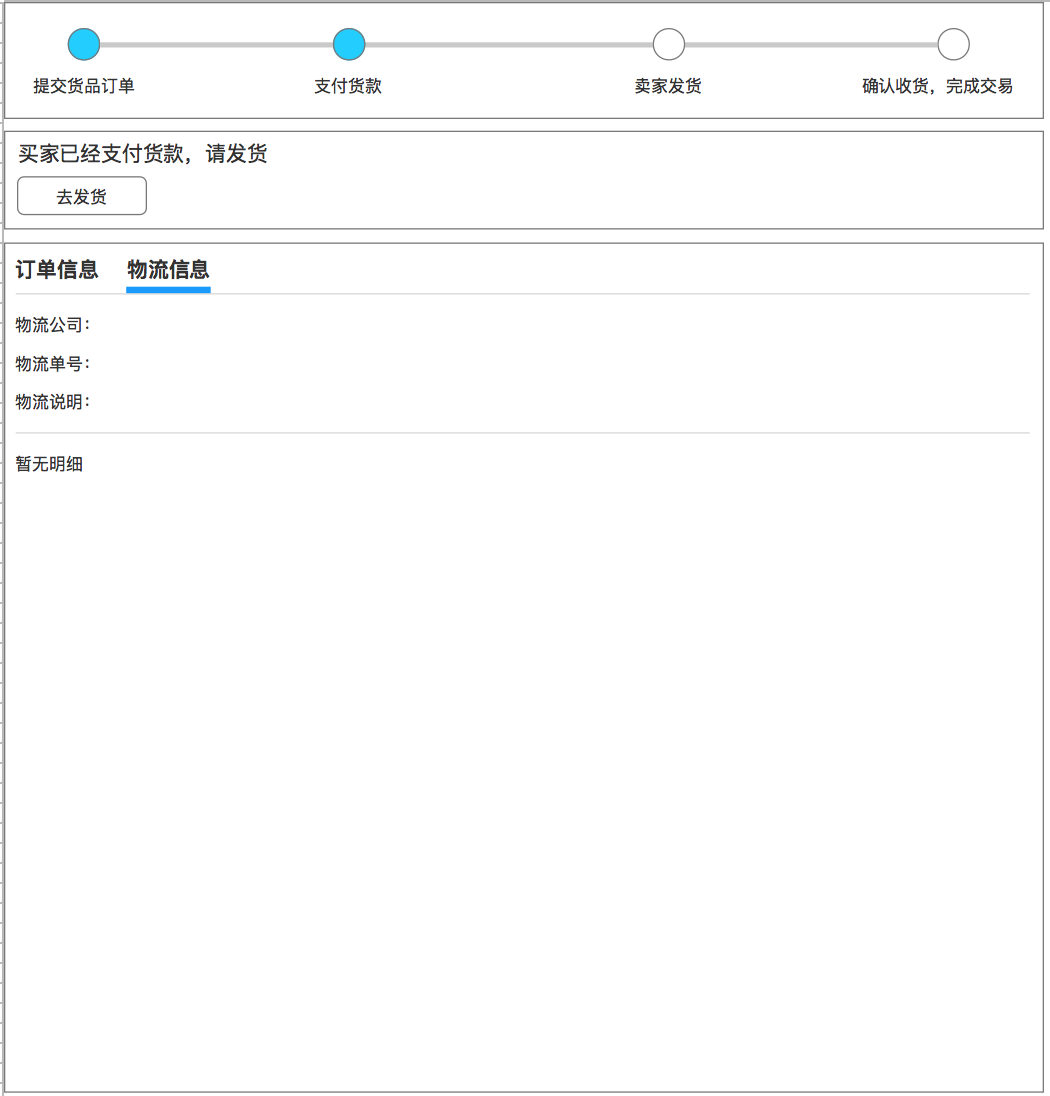 提交货品订单 支付货款 卖家发货 确认收货，完成交易
买家已经支付货款，请发货
去发货
订单信息 物流信息
物流公司：
物流单号：
物流说明：
暂无明细